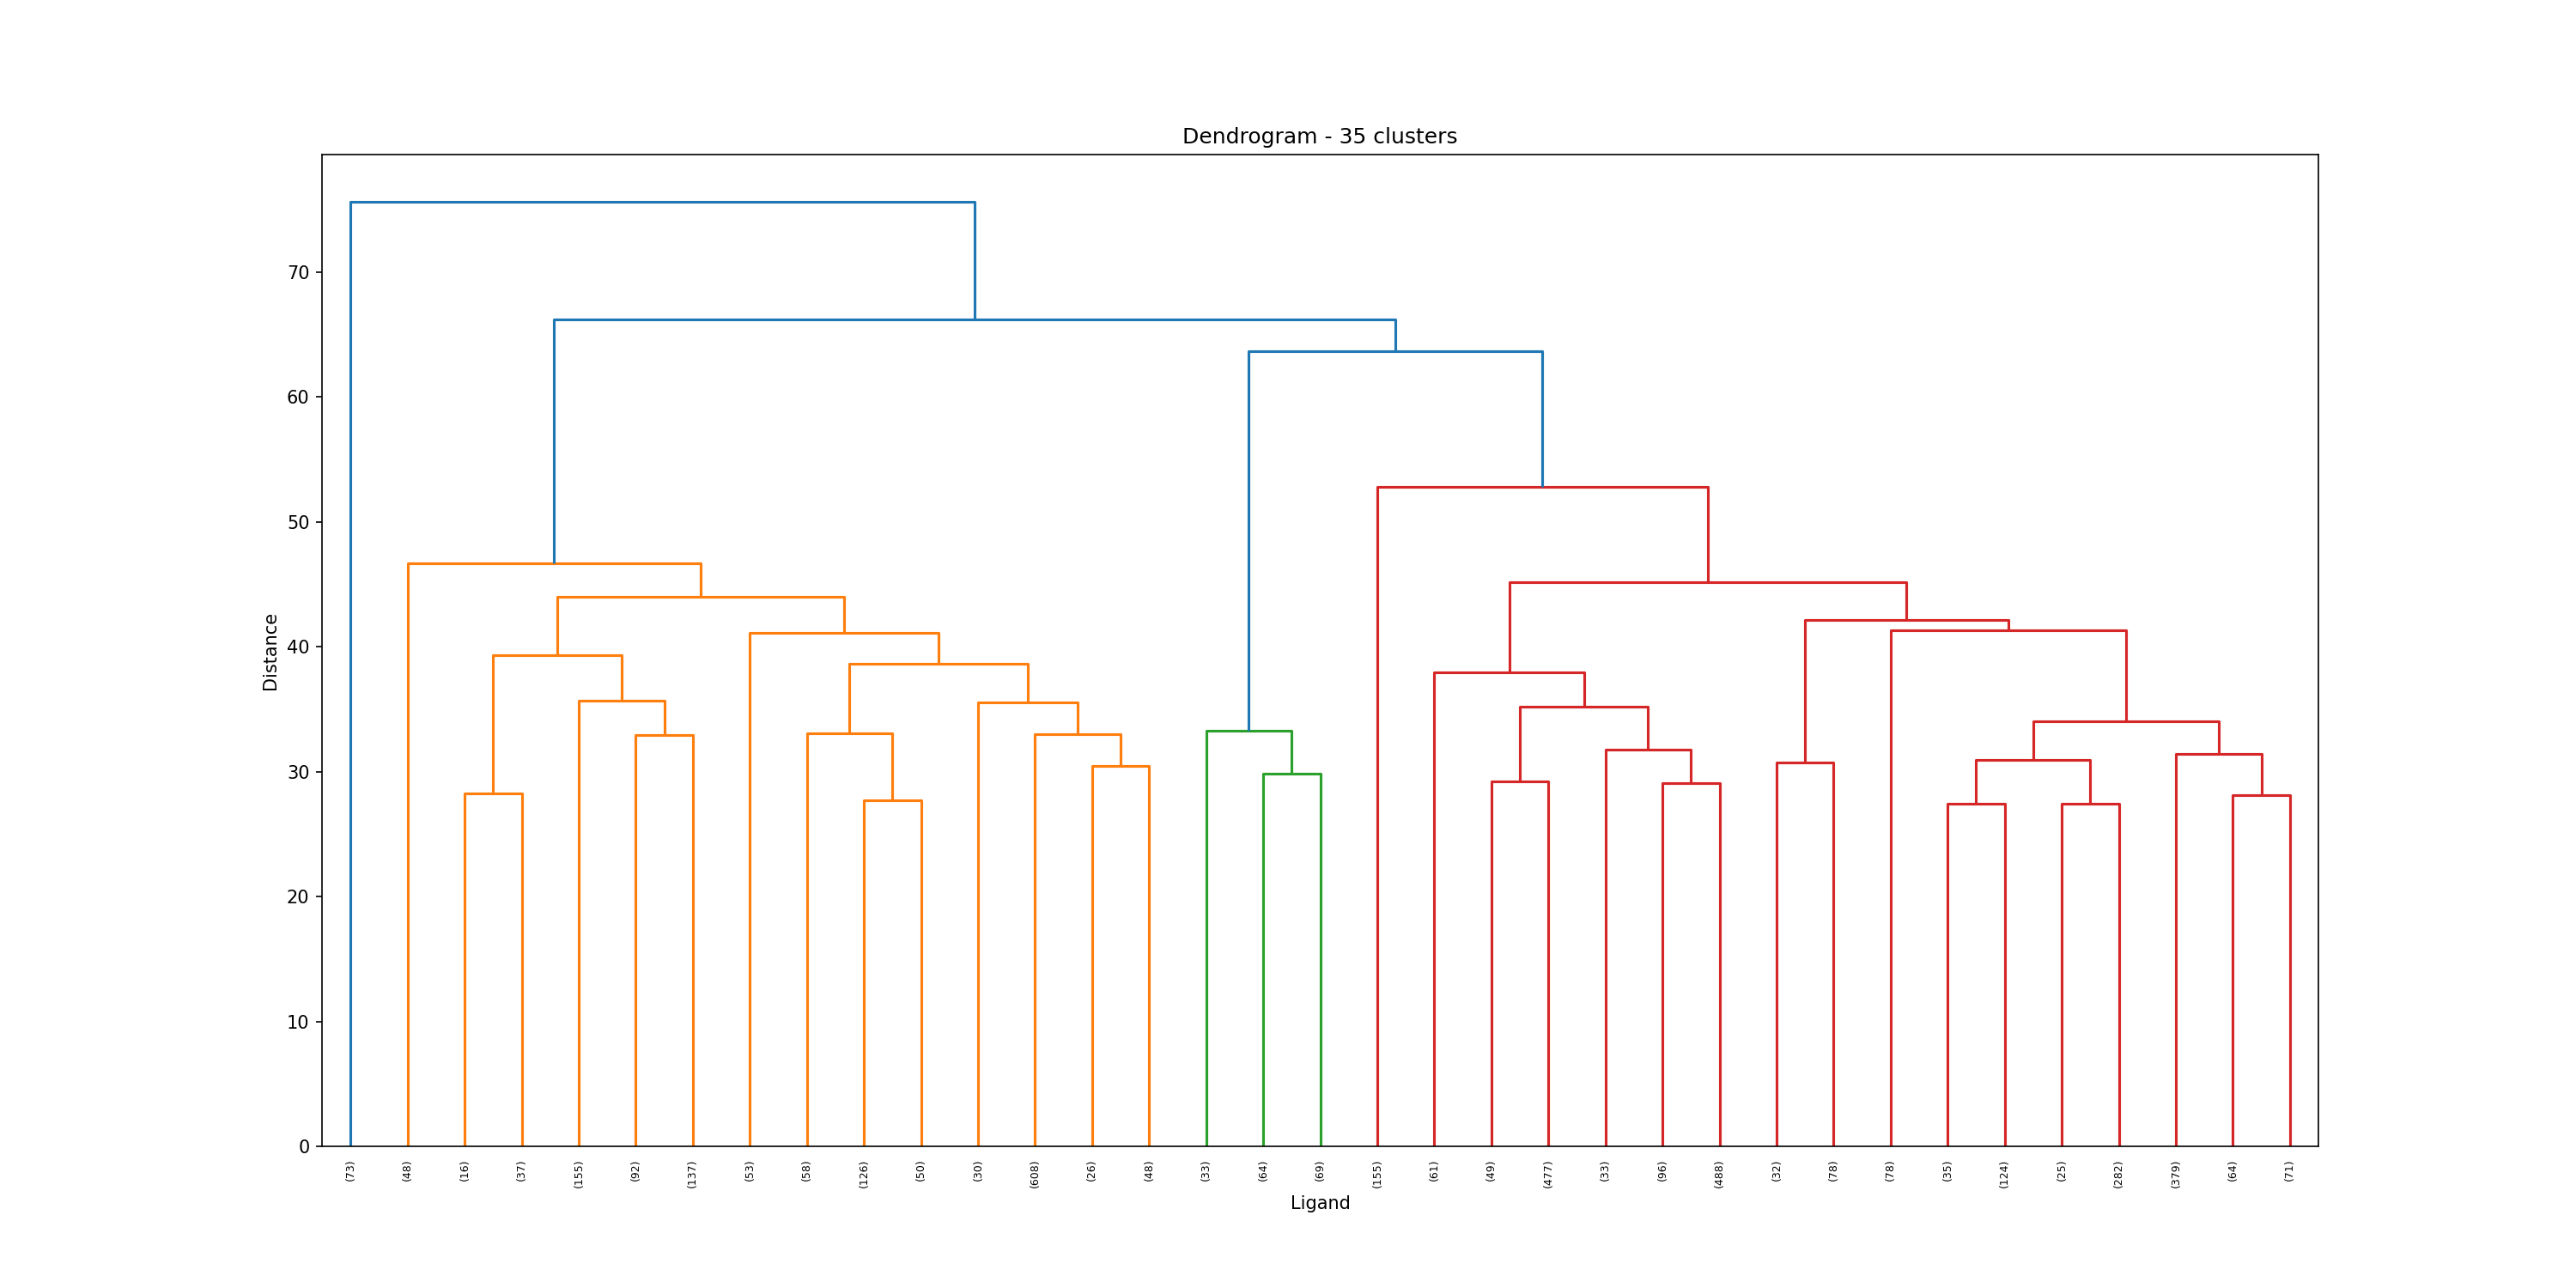 Dendrogram - 35 clusters
Distance
70
60
50
40
30
20
10
0
(73) (48) (16) (37) (155) (92) (137) (53) (58) (126) (50) (30) (608) (26) (48) (33) (64) (69) (155) (61) (49) (477) (33) (96) (488) (32) (78) (78) (35) (124) (25) (282) (379) (64) (71)
Ligand